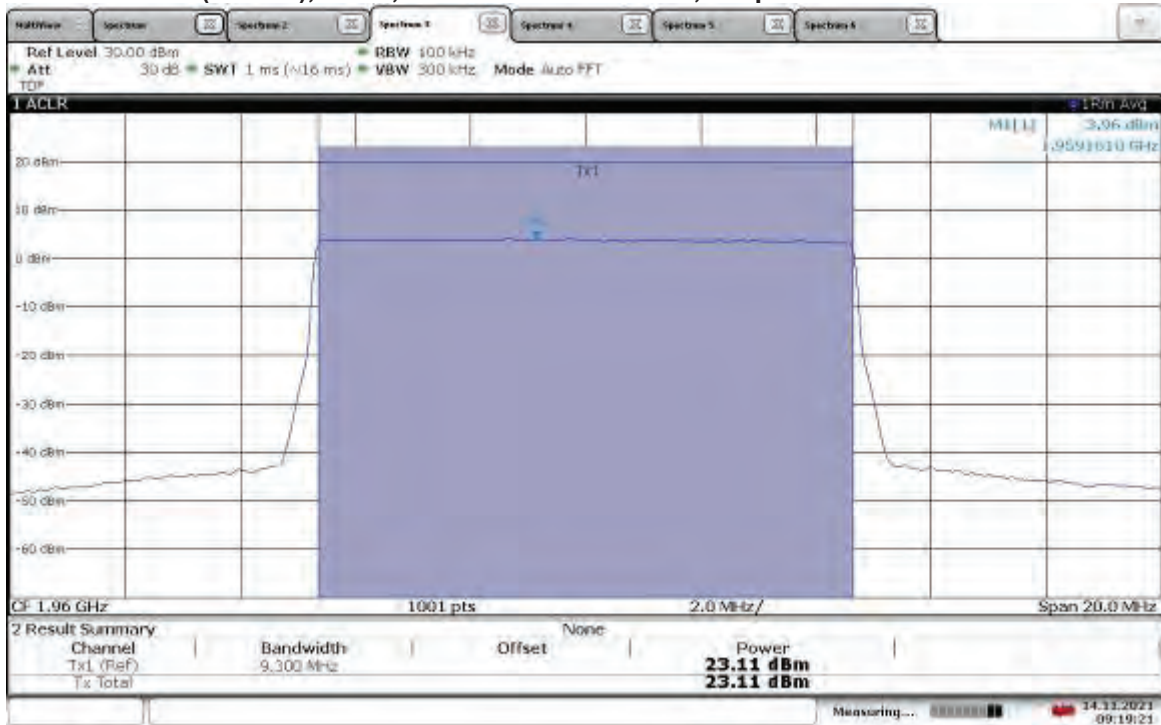 MultiView Spectrum Spectrum 2 Spectrum 3 Spectrum 4 Spectrum 5 Spectrum 6
Ref Level 30.00 dBm RBW 100 kHz
Att 30 dB SWT 1 ms (~16 ms) VBW 300 kHz Mode Auto FFT
TDF
1 ACLR 1Rm Avg
M1[1] 3.96 dBm
1.9591610 GHz
20 dBm
Tx1
10 dBm
0 dBm
-10 dBm
-20 dBm
-30 dBm
-40 dBm
-50 dBm
-60 dBm
CF 1.96 GHz 1001 pts 2.0 MHz/ Span 20.0 MHz
2 Result Summary None
Channel Bandwidth Offset Power
Tx1 (Ref) 9.300 MHz 23.11 dBm
Tx Total 23.11 dBm
Measuring... 14.11.2021
09:19:21